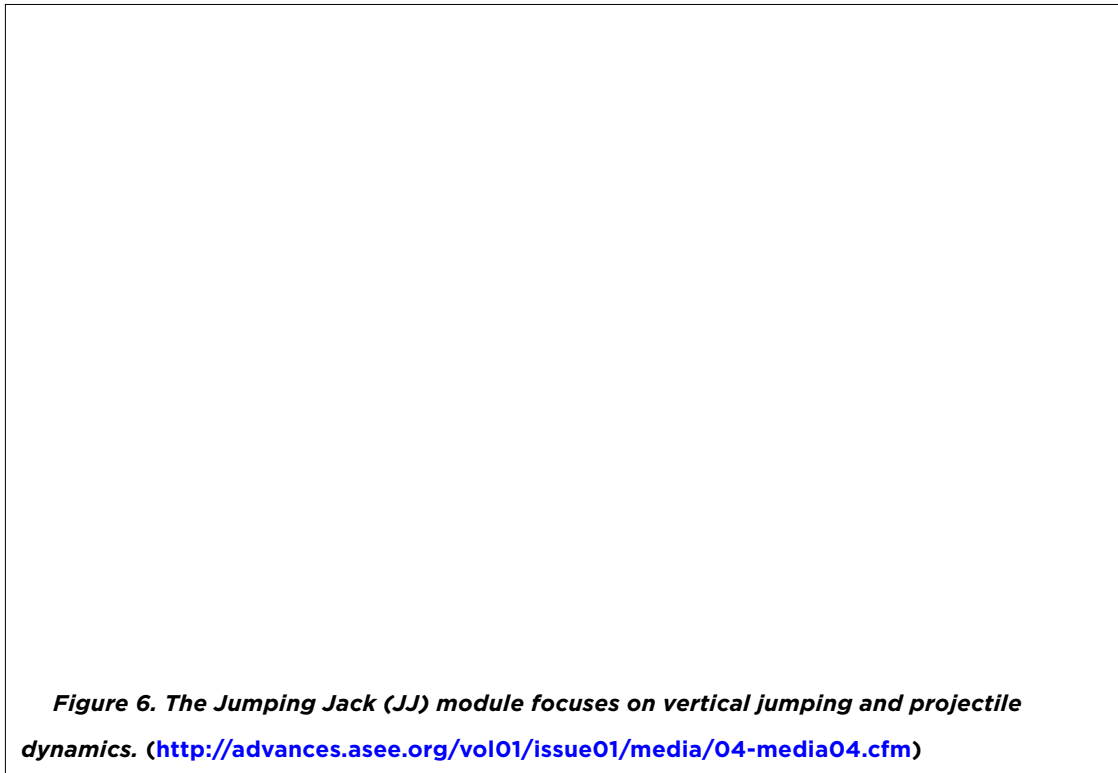 Figure 6. The Jumping Jack (JJ) module focuses on vertical jumping and projectile
dynamics. (http://advances.asee.org/vol01/issue01/media/04-media04.cfm)